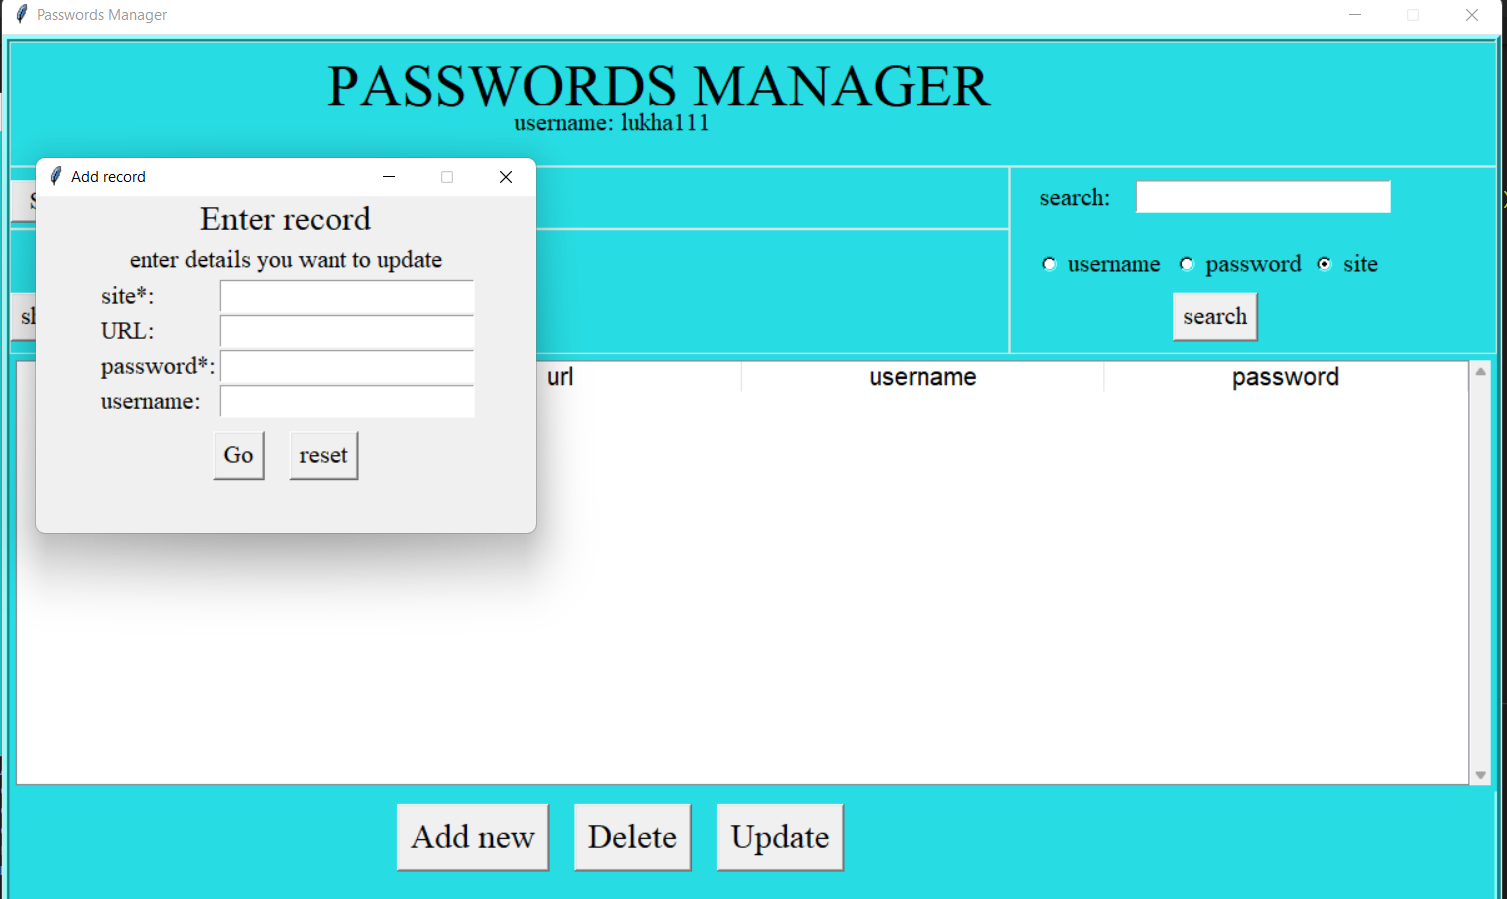 Passwords Manager
PASSWORDS MANAGER
username: lukha111
Add record
Enter record
enter details you want to update
site*:
URL:
password*:
username:
Go reset
search:
username password site
search
url username password
Add new Delete Update